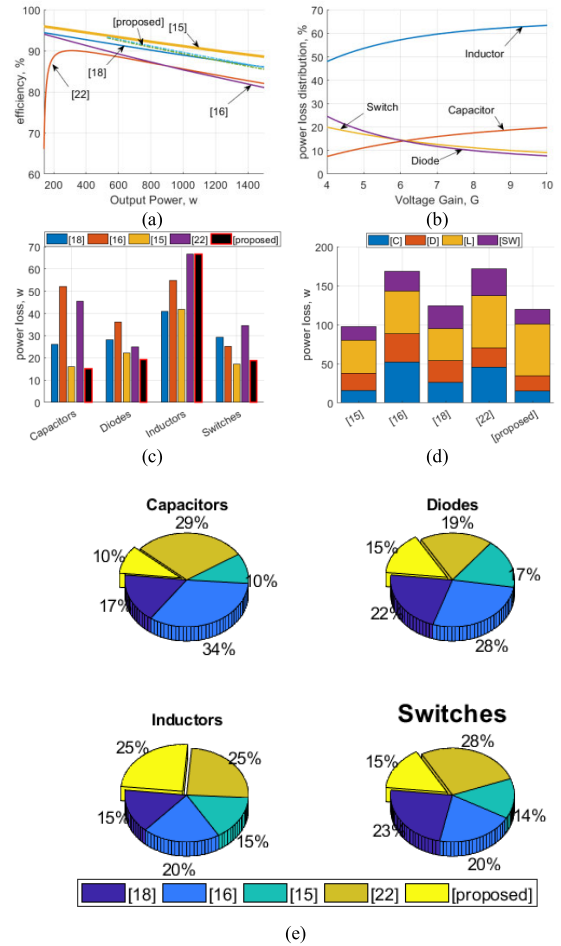 100
90
80
70
60
efficiency, %
[proposed]
[15]
[18]
[22]
[16]
200 400 600 800 1000 1200 1400
Output Power, w
(a)
70
60
50
40
30
20
10
0
power loss distribution, %
Inductor
Switch
Capacitor
Diode
4 5 6 7 8 9 10
Voltage Gain, G
(b)
[18] [16] [15] [22] [proposed]
70
60
50
40
30
20
10
0
power loss, w
Capacitors Diodes Inductors Switches
(c)
[C] [D] [L] [SW]
200
150
100
50
0
power loss, w
[15] [16] [18] [22] [proposed]
(d)
Capacitors
29%
10%
10%
17%
34%
Diodes
19%
15%
17%
22%
28%
Inductors
25%
25%
15%
15%
20%
Switches
28%
15%
14%
23%
20%
[18] [16] [15] [22] [proposed]
(e)